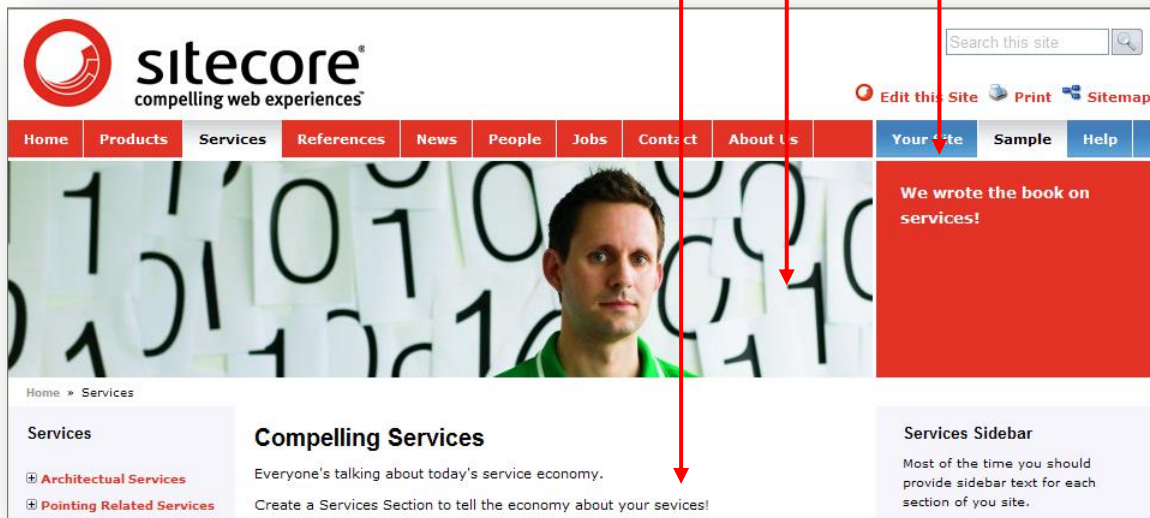 sitecore®
compelling web experiences™
Search this site
Edit this Site Print Sitemap
Home Products Services References News People Jobs Contact About Us Your Site Sample Help
We wrote the book on
services!
Home » Services
Services
Architectual Services
Pointing Related Services
Compelling Services
Everyone's talking about today's service economy.
Create a Services Section to tell the economy about your sevices!
Services Sidebar
Most of the time you should
provide sidebar text for each
section of you site.